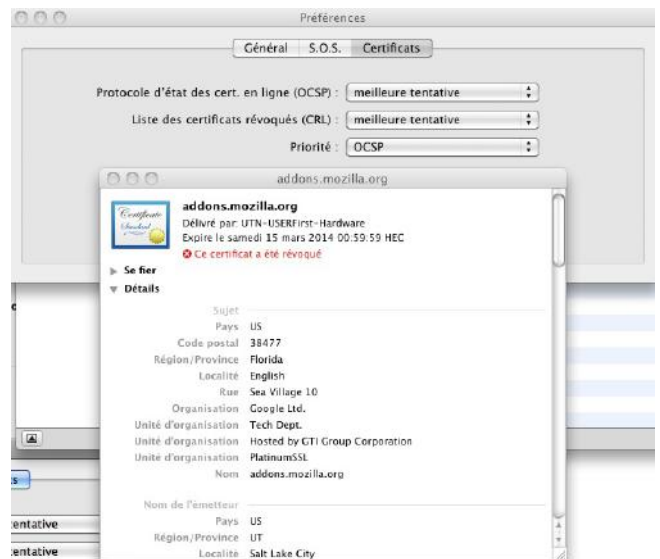 Préférences
Général S.O.S. Certificats
Protocole d'état des cert. en ligne (OCSP) : meilleure tentative
Liste des certificats révoqués (CRL) : meilleure tentative
Priorité : OCSP
addons.mozilla.org
Certificate
Standard
addons.mozilla.org
Délivré par: UTN-USERFirst-Hardware
Expire le samedi 15 mars 2014 00:59:59 HEC
Ce certificat a été révoqué
Se fier
Détails
Sujet
Pays US
Code postal 38477
Région/Province Florida
Localité English
Rue Sea Village 10
Organisation Google Ltd.
Unité d'organisation Tech Dept.
Unité d'organisation Hosted by GTI Group Corporation
Unité d'organisation PlatinumSSL
Nom addons.mozilla.org
Nom de l'émetteur
Pays US
Région/Province UT
Localité Salt Lake City
entative
entative